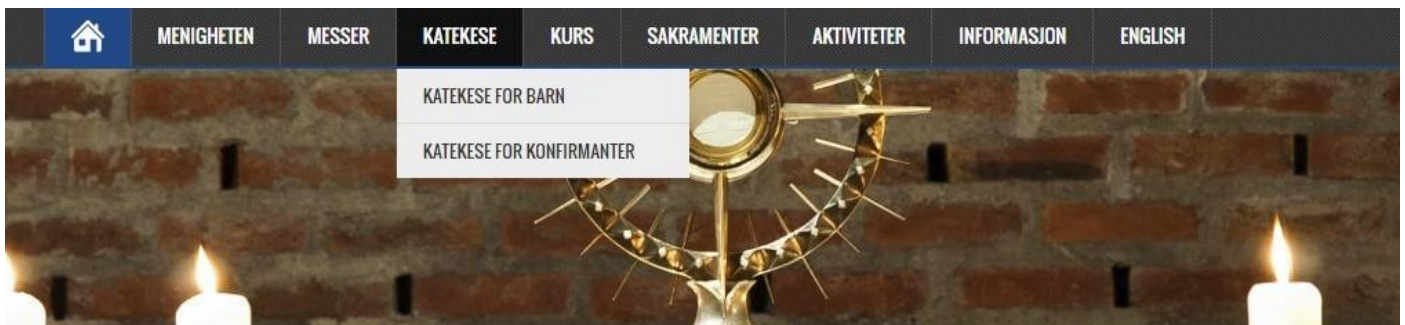 MENIGHETEN MESSER KATEKESE KURS SAKRAMENTER AKTIVITETER INFORMASJON ENGLISH
KATEKESE FOR BARN
KATEKESE FOR KONFIRMANTER